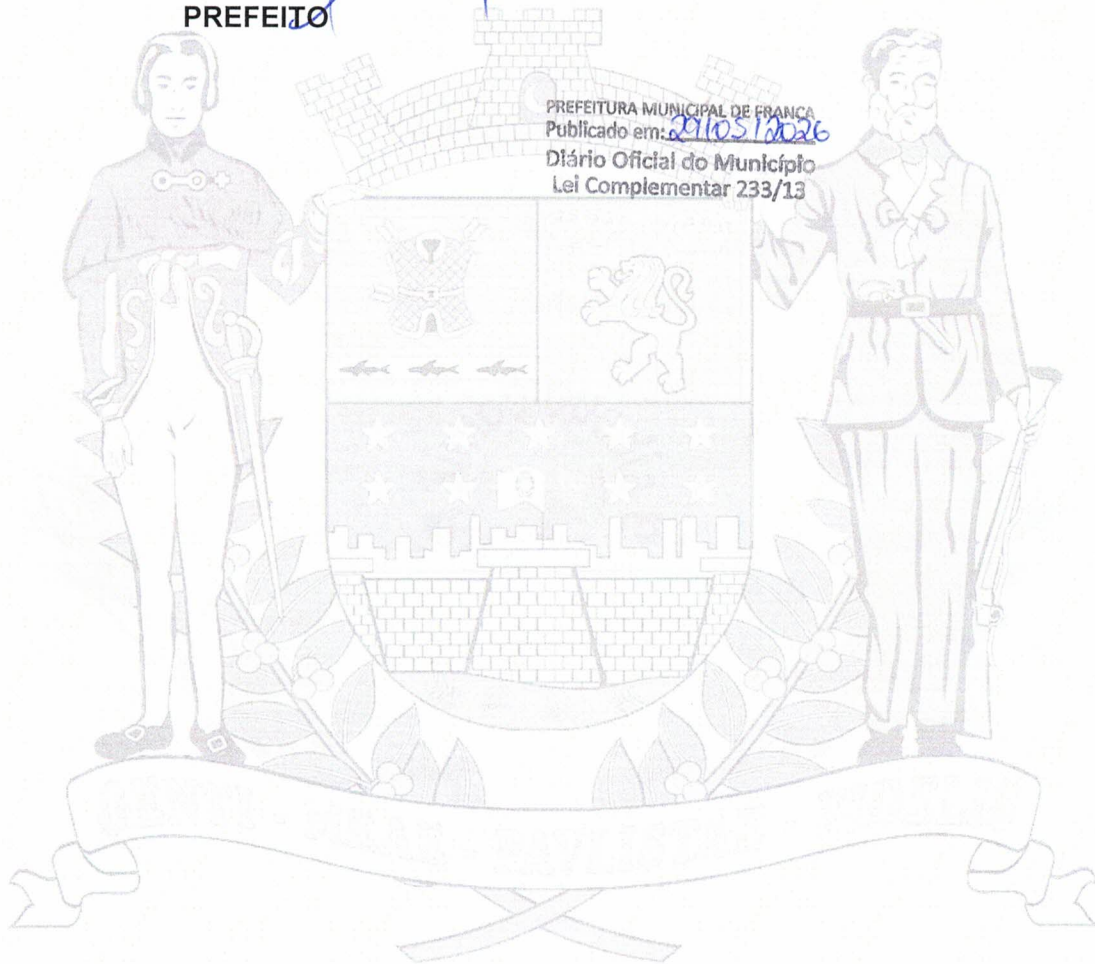 PREFEITO
PREFEITURA MUNICIPAL DE FRANCA
Publicado em: 29/05/2026
Diário Oficial do Município
Lei Complementar 233/13